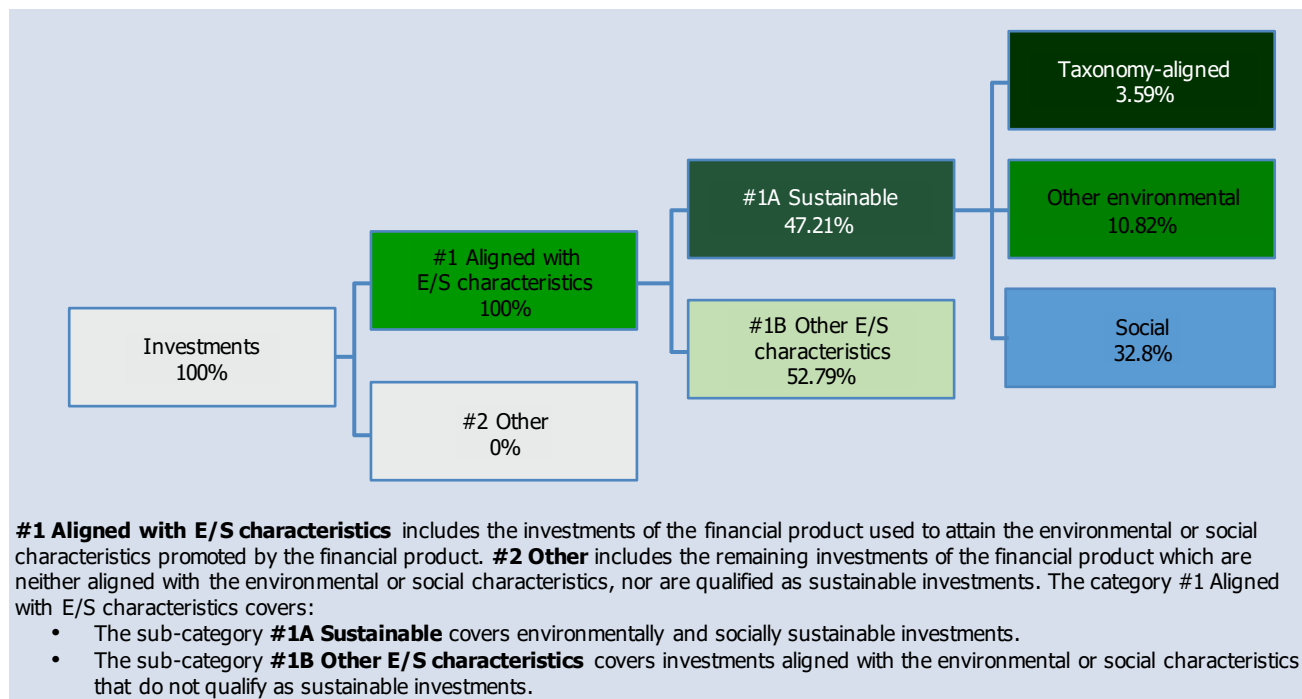 Investments
100%
#1 Aligned with
E/S characteristics
100%
#2 Other
0%
#1A Sustainable
47.21%
#1B Other E/S
characteristics
52.79%
Taxonomy-aligned
3.59%
Other environmental
10.82%
Social
32.8%
#1 Aligned with E/S characteristics includes the investments of the financial product used to attain the environmental or social
characteristics promoted by the financial product. #2 Other includes the remaining investments of the financial product which are
neither aligned with the environmental or social characteristics, nor are qualified as sustainable investments. The category #1 Aligned
with E/S characteristics covers:
• The sub-category #1A Sustainable covers environmentally and socially sustainable investments.
• The sub-category #1B Other E/S characteristics covers investments aligned with the environmental or social characteristics
that do not qualify as sustainable investments.